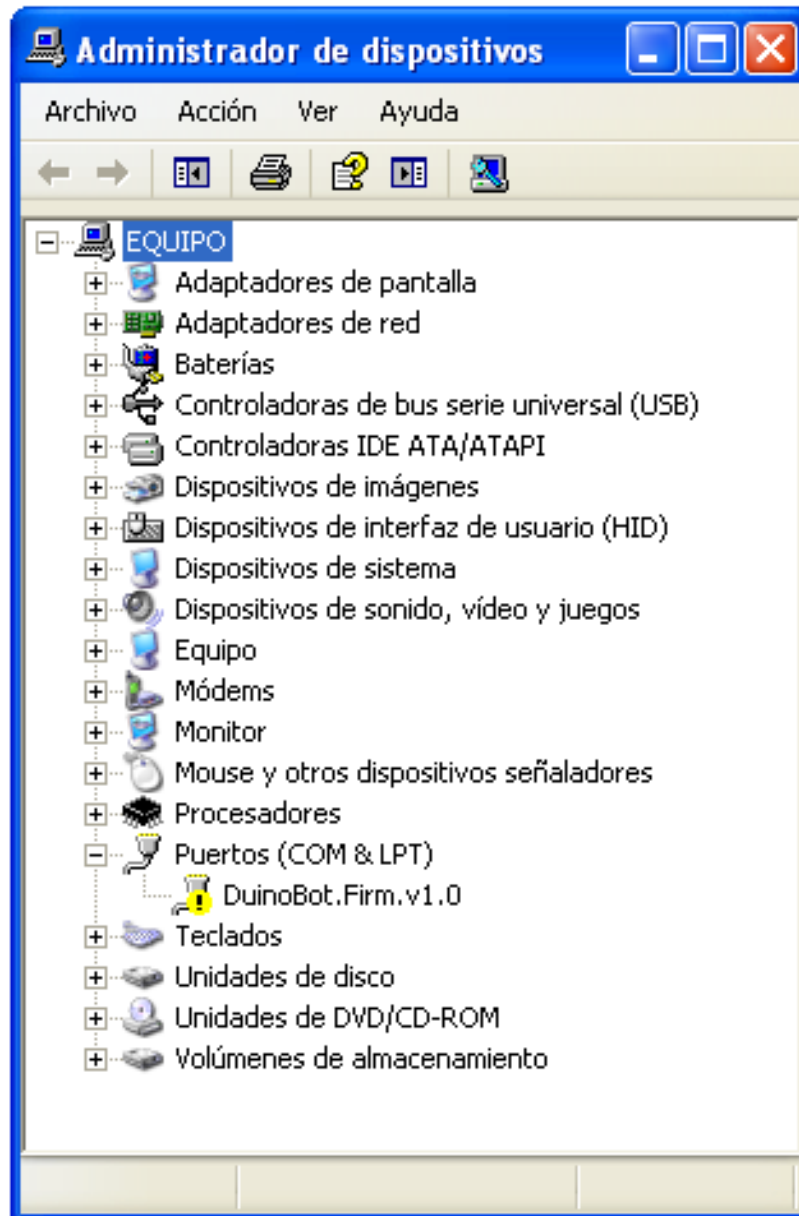 Administrador de dispositivos
Archivo Acción Ver Ayuda
EQUIPO
Adaptadores de pantalla
Adaptadores de red
Baterías
Controladoras de bus serie universal (USB)
Controladoras IDE ATA/ATAPI
Dispositivos de imágenes
Dispositivos de interfaz de usuario (HID)
Dispositivos de sistema
Dispositivos de sonido, vídeo y juegos
Equipo
Módems
Monitor
Mouse y otros dispositivos señaladores
Procesadores
Puertos (COM & LPT)
DuinoBot.Firm.v1.0
Teclados
Unidades de disco
Unidades de DVD/CD-ROM
Volúmenes de almacenamiento